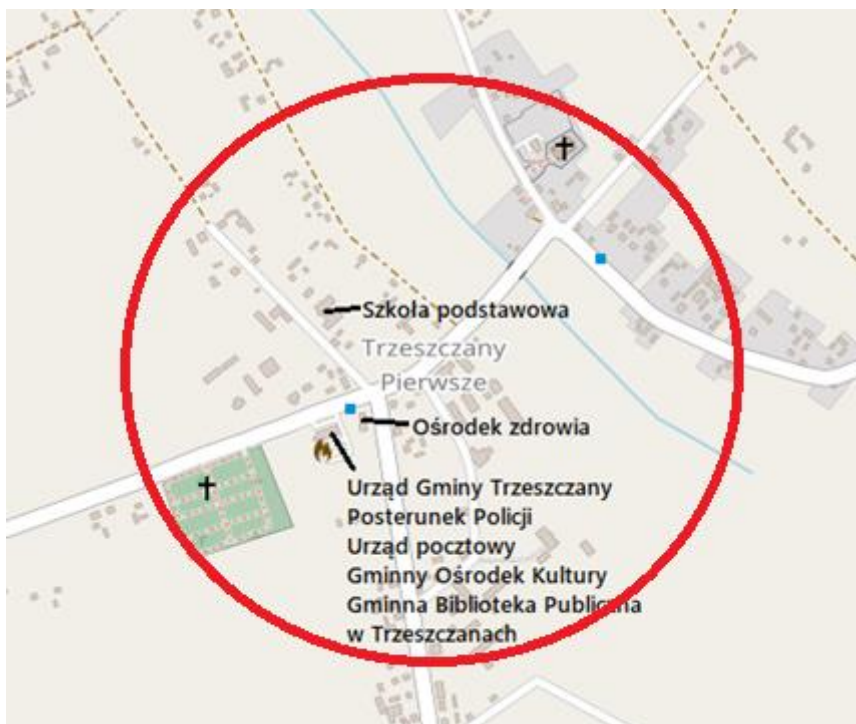 Szkoła podstawowa
Trzeszczany
Pierwsze
Ośrodek zdrowia
Urząd Gminy Trzeszczany
Posterunek Policji
Urząd pocztowy
Gminny Ośrodek Kultury
Gminna Biblioteka Publiczna
w Trzeszczanach